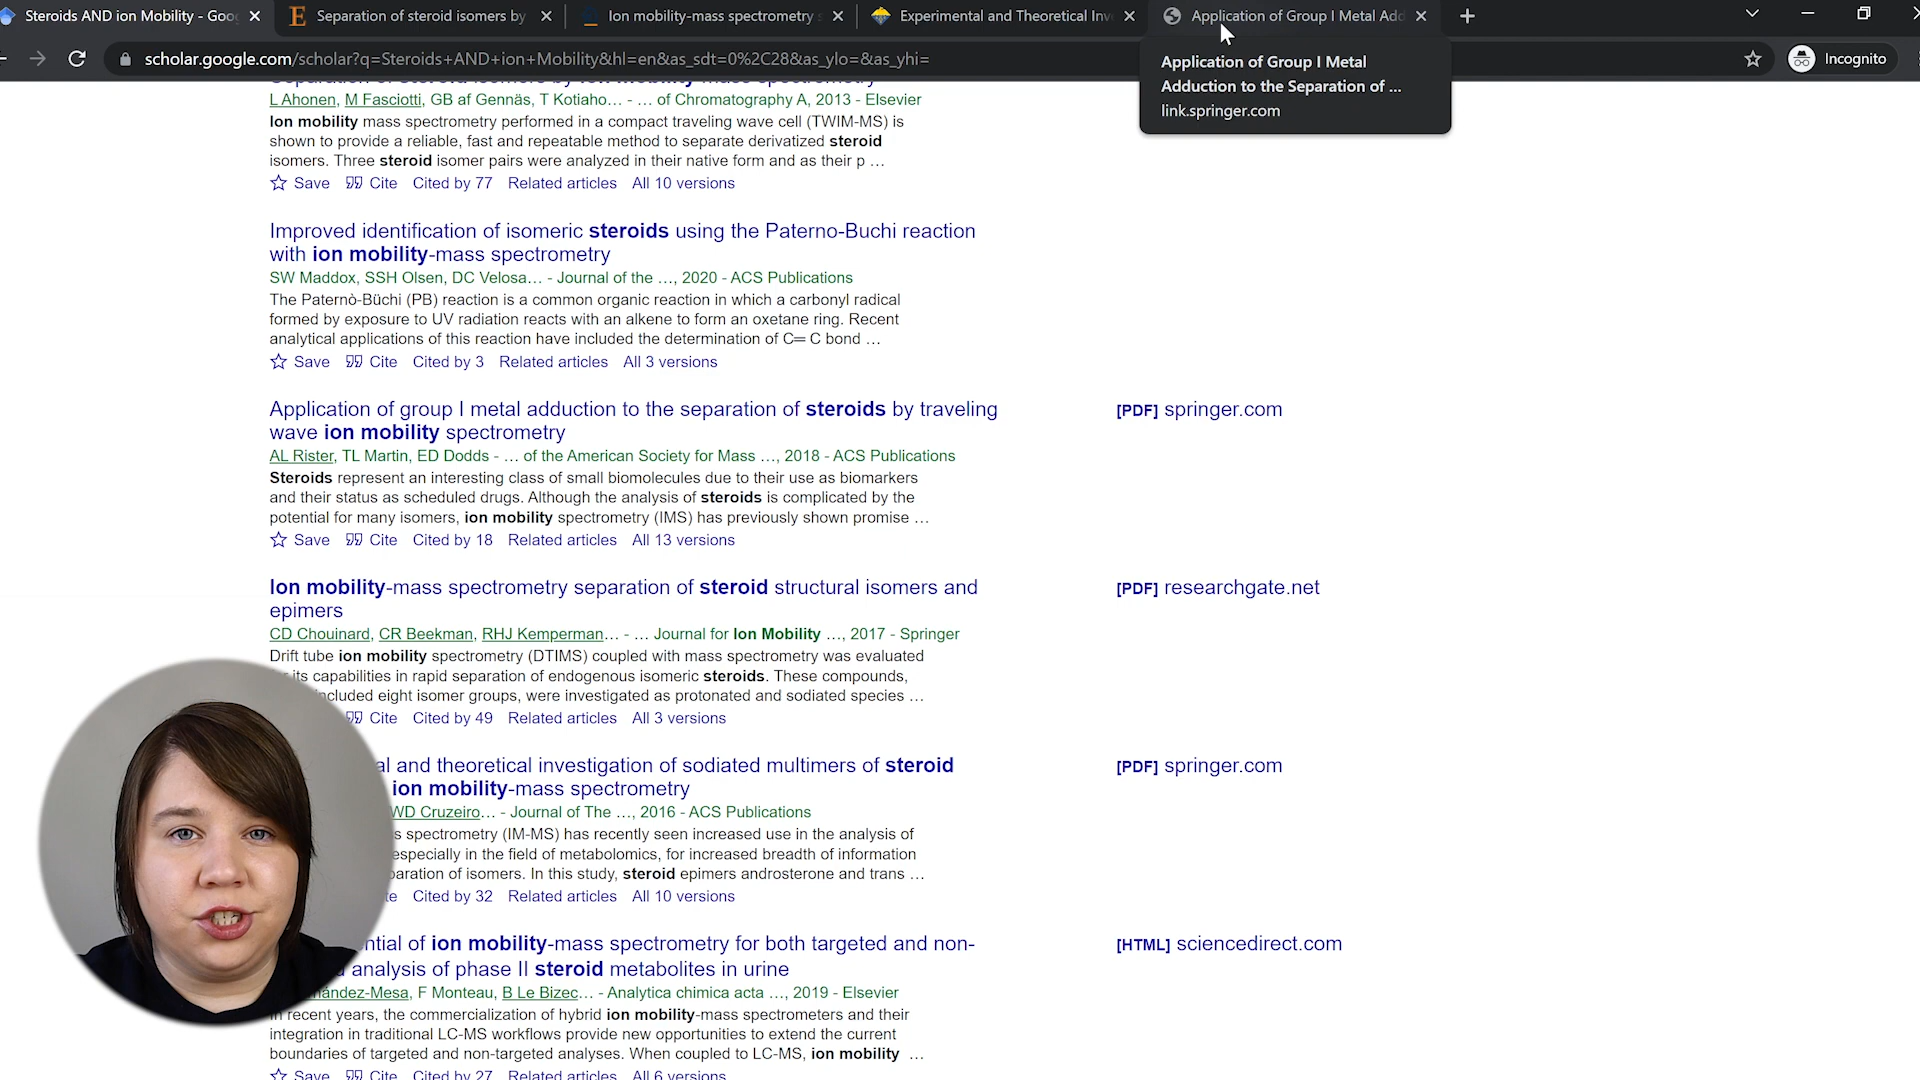 Steroids AND ion Mobility - Goo
Separation of steroid isomers by
Ion mobility-mass spectrometry s
Experimental and Theoretical Inv
Application of Group I Metal Add
scholar.google.com/scholar?q=Steroids+AND+ion+Mobility&hl=en&as_sdt=0%2C28&as_ylo=&as_yhi=
Incognito
Application of Group I Metal
Adduction to the Separation of ...
link.springer.com
Separation of steroid isomers by ion mobility mass spectrometry
L Ahonen, M Fasciotti, GB af Gennäs, T Kotiaho… - … of Chromatography A, 2013 - Elsevier
Ion mobility mass spectrometry performed in a compact traveling wave cell (TWIM-MS) is
shown to provide a reliable, fast and repeatable method to separate derivatized steroid
isomers. Three steroid isomer pairs were analyzed in their native form and as their p …
Save Cite Cited by 77 Related articles All 10 versions
Improved identification of isomeric steroids using the Paterno-Buchi reaction
with ion mobility-mass spectrometry
SW Maddox, SSH Olsen, DC Velosa… - Journal of the …, 2020 - ACS Publications
The Paternò-Büchi (PB) reaction is a common organic reaction in which a carbonyl radical
formed by exposure to UV radiation reacts with an alkene to form an oxetane ring. Recent
analytical applications of this reaction have included the determination of C═ C bond …
Save Cite Cited by 3 Related articles All 3 versions
Application of group I metal adduction to the separation of steroids by traveling
wave ion mobility spectrometry
[PDF] springer.com
AL Rister, TL Martin, ED Dodds - … of the American Society for Mass …, 2018 - ACS Publications
Steroids represent an interesting class of small biomolecules due to their use as biomarkers
and their status as scheduled drugs. Although the analysis of steroids is complicated by the
potential for many isomers, ion mobility spectrometry (IMS) has previously shown promise …
Save Cite Cited by 18 Related articles All 13 versions
Ion mobility-mass spectrometry separation of steroid structural isomers and
epimers
[PDF] researchgate.net
CD Chouinard, CR Beekman, RHJ Kemperman… - … Journal for Ion Mobility …, 2017 - Springer
Drift tube ion mobility spectrometry (DTIMS) coupled with mass spectrometry was evaluated
its capabilities in rapid separation of endogenous isomeric steroids. These compounds,
included eight isomer groups, were investigated as protonated and sodiated species …
Cite Cited by 49 Related articles All 3 versions
al and theoretical investigation of sodiated multimers of steroid
ion mobility-mass spectrometry
[PDF] springer.com
WD Cruzeiro… - Journal of The …, 2016 - ACS Publications
s spectrometry (IM-MS) has recently seen increased use in the analysis of
especially in the field of metabolomics, for increased breadth of information
paration of isomers. In this study, steroid epimers androsterone and trans …
te Cited by 32 Related articles All 10 versions
ntial of ion mobility-mass spectrometry for both targeted and non-
analysis of phase II steroid metabolites in urine
[HTML] sciencedirect.com
nández-Mesa, F Monteau, B Le Bizec… - Analytica chimica acta …, 2019 - Elsevier
In recent years, the commercialization of hybrid ion mobility-mass spectrometers and their
integration in traditional LC-MS workflows provide new opportunities to extend the current
boundaries of targeted and non-targeted analyses. When coupled to LC-MS, ion mobility …
Save Cite Cited by 27 Related articles All 6 versions